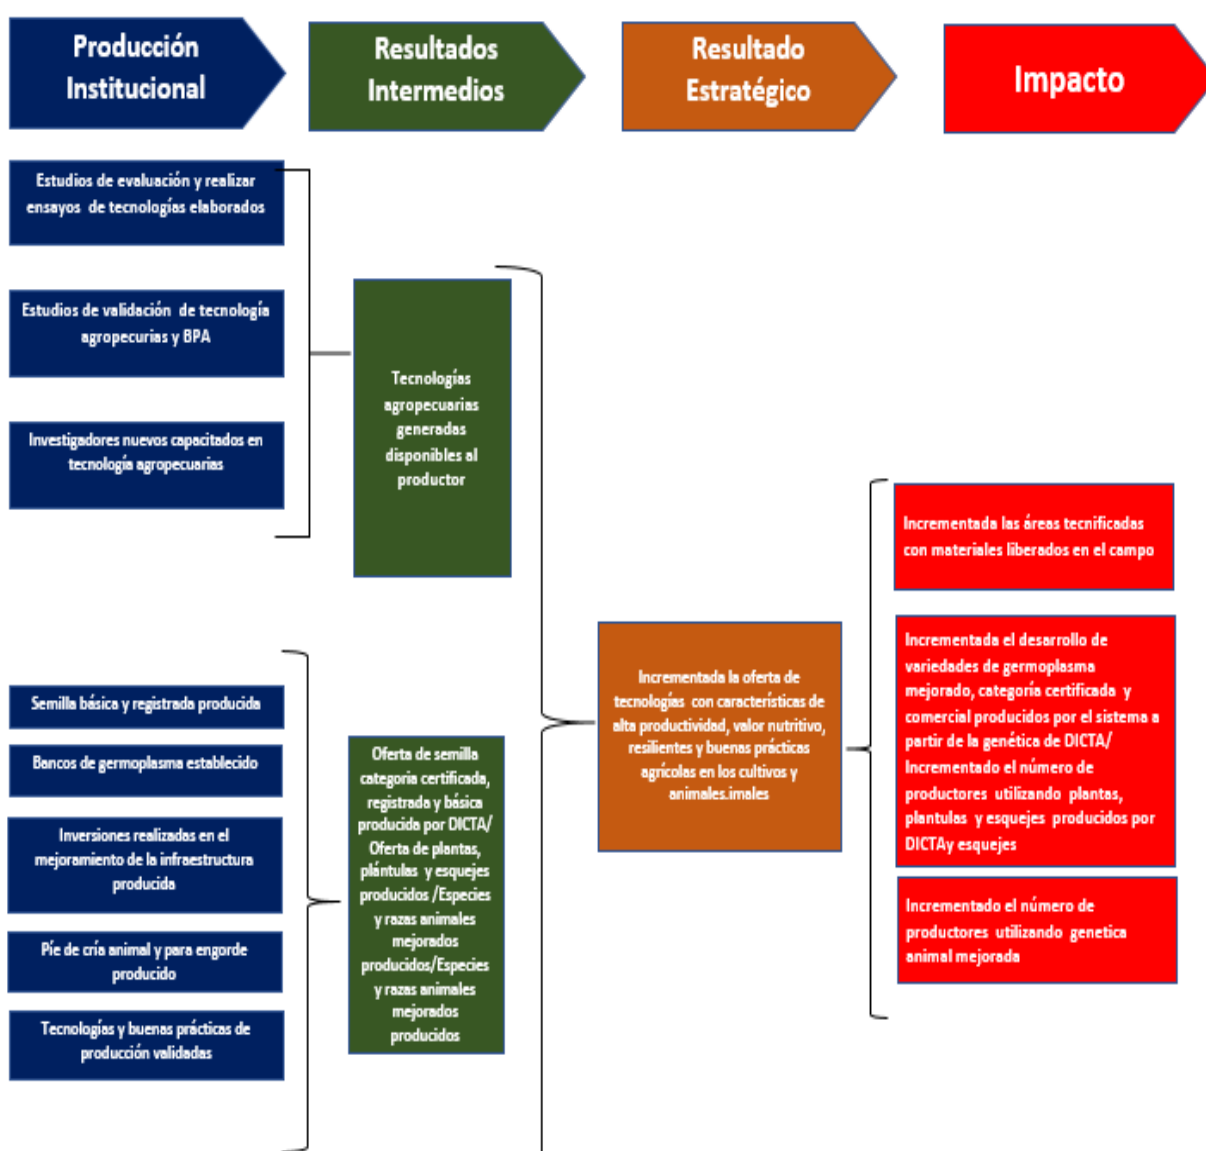 Producción
Institucional
Resultados
Intermedios
Resultado
Estratégico
Impacto
Estudios de evaluación y realizar
ensayos de tecnologías elaborados
Estudios de validación de tecnología
agropecurias y BPA
Investigadores nuevos capacitados en
tecnología agropecuarias
Semilla básica y registrada producida
Bancos de germoplasma establecido
Inversiones realizadas en el
mejoramiento de la infraestructura
producida
Píe de cría animal y para engorde
producido
Tecnologías y buenas prácticas de
producción validadas
Tecnologías
agropecuarias
generadas
disponibles al
productor
Oferta de semilla
categoria certificada,
registrada y básica
producida por DICTA/
Oferta de plantas,
plántulas y esquejes
producidos /Especies
y razas animales
mejorados
producidos/Especies
y razas animales
mejorados
producidos
Incrementada la oferta de
tecnologías con características de
alta productividad, valor nutritivo,
resilientes y buenas prácticas
agrícolas en los cultivos y
animales.imales
Incrementada las áreas tecnificadas
con materiales liberados en el campo
Incrementada el desarrollo de
variedades de germoplasma
mejorado, categoría certificada y
comercial producidos por el sistema a
partir de la genética de DICTA/
Incrementado el número de
productores utilizando plantas,
plantulas y esquejes producidos por
DICTAy esquejes
Incrementado el número de
productores utilizando genetica
animal mejorada